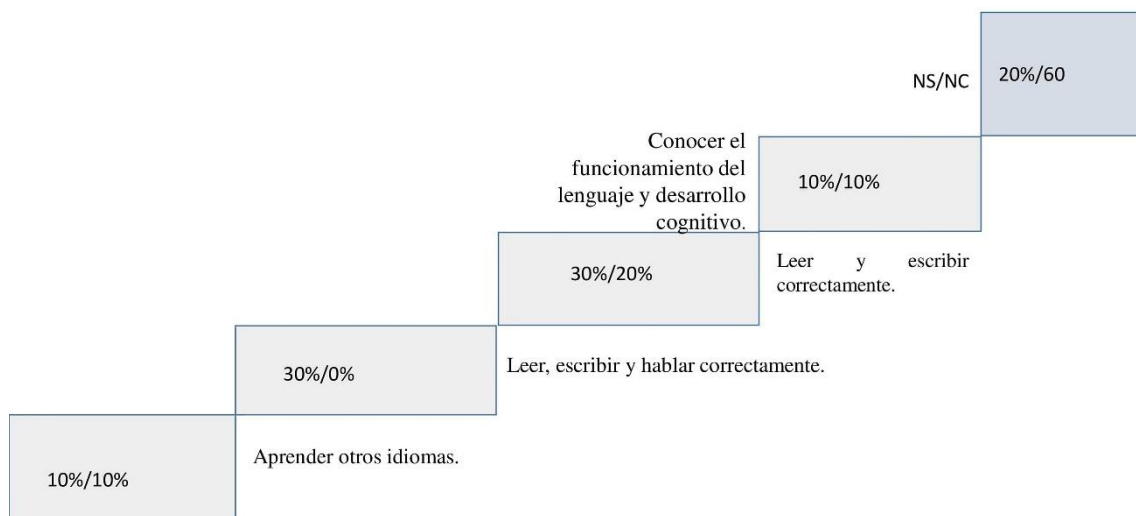 20%/60
NS/NC
Conocer el
funcionamiento del
lenguaje y desarrollo
cognitivo.
10%/10%
Leer y escribir
correctamente.
30%/20%
Leer, escribir y hablar correctamente.
30%/0%
Aprender otros idiomas.
10%/10%